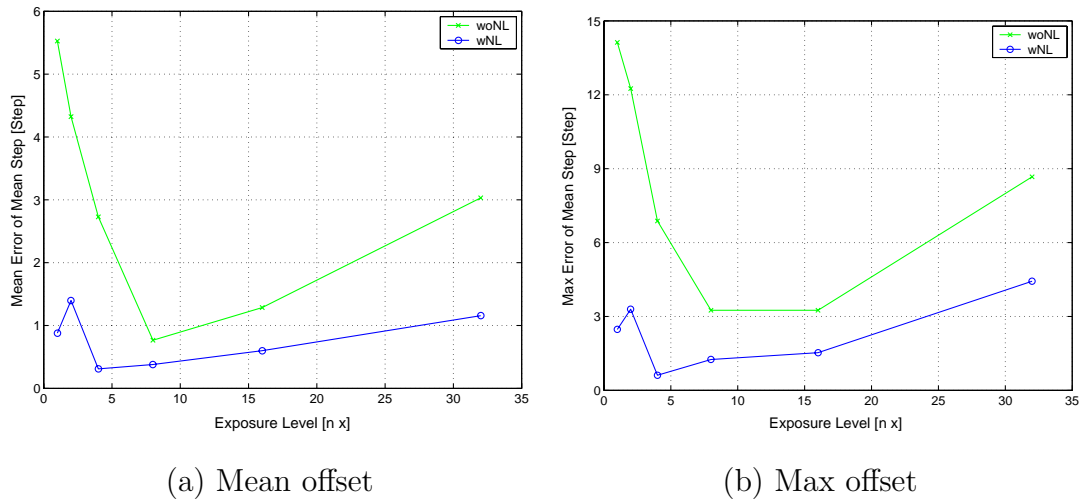 6
5
4
3
2
1
0
Mean Error of Mean Step [Step]
woNL
wNL
0 5 10 15 20 25 30 35
Exposure Level [n x]
(a) Mean offset
15
12
9
6
3
0
Max Error of Mean Step [Step]
woNL
wNL
0 5 10 15 20 25 30 35
Exposure Level [n x]
(b) Max offset